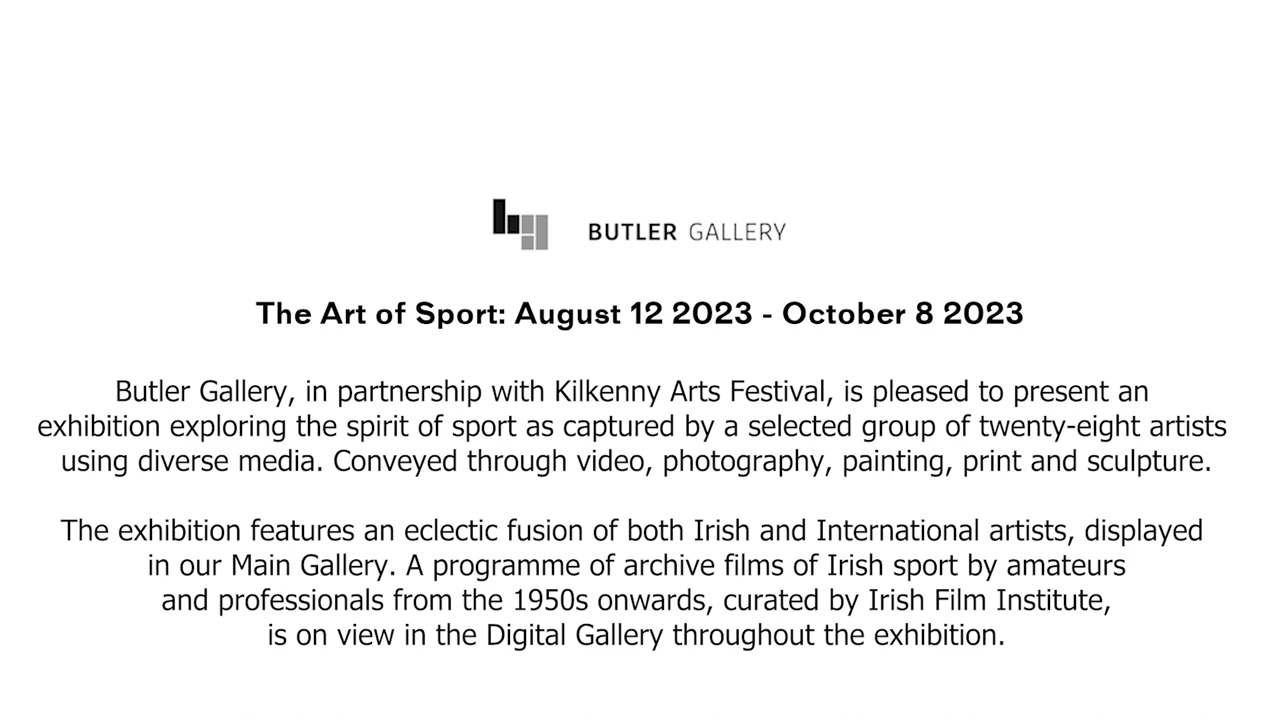 BUTLER GALLERY
The Art of Sport: August 12 2023 - October 8 2023
Butler Gallery, in partnership with Kilkenny Arts Festival, is pleased to present an
exhibition exploring the spirit of sport as captured by a selected group of twenty-eight artists
using diverse media. Conveyed through video, photography, painting, print and sculpture.
The exhibition features an eclectic fusion of both Irish and International artists, displayed
in our Main Gallery. A programme of archive films of Irish sport by amateurs
and professionals from the 1950s onwards, curated by Irish Film Institute,
is on view in the Digital Gallery throughout the exhibition.